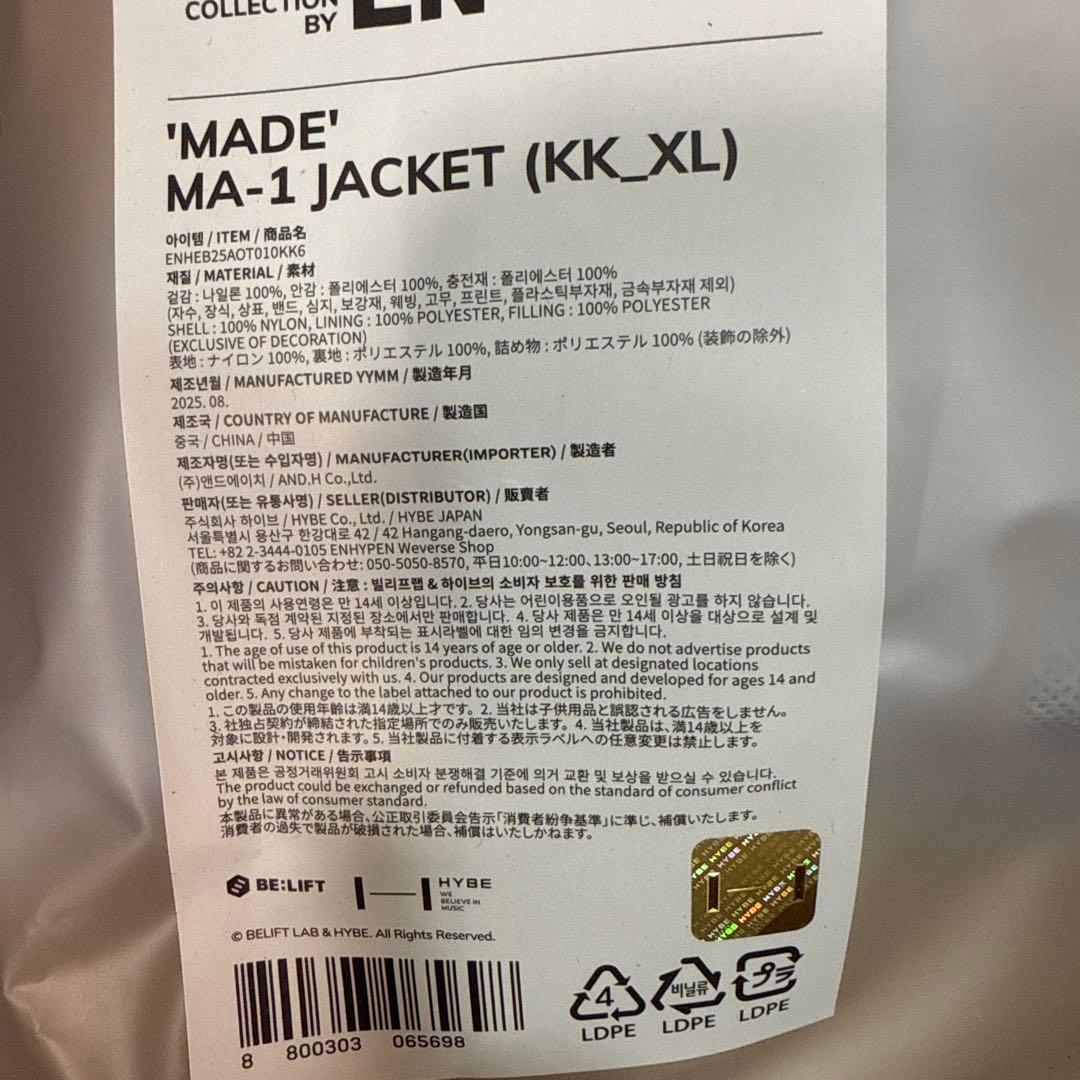 COLLECTION
BY EN
'MADE'
MA-1 JACKET (KK_XL)
아이템 / ITEM / 商品名
ENHEB25AOT010KK6
재질 / MATERIAL / 素材
겉감 : 나일론 100%, 안감 : 폴리에스터 100%, 충전재 : 폴리에스터 100%
(자수, 장식, 상표, 밴드, 심지, 보강재, 웨빙, 고무, 프린트, 플라스틱부자재, 금속부자재 제외)
SHELL : 100% NYLON, LINING : 100% POLYESTER, FILLING : 100% POLYESTER
(EXCLUSIVE OF DECORATION)
表地 : ナイロン 100%, 裏地 : ポリエステル 100%, 詰め物 : ポリエステル 100% (装飾の除外)
제조년월 / MANUFACTURED YYMM / 製造年月
2025. 08.
제조국 / COUNTRY OF MANUFACTURE / 製造国
중국 / CHINA / 中国
제조자명(또는 수입자명) / MANUFACTURER(IMPORTER) / 製造者
(주)앤드에이치 / AND.H Co.,Ltd.
판매자(또는 유통사명) / SELLER(DISTRIBUTOR) / 販賣者
주식회사 하이브 / HYBE Co., Ltd. / HYBE JAPAN
서울특별시 용산구 한강대로 42 / 42 Hangang-daero, Yongsan-gu, Seoul, Republic of Korea
TEL: +82 2-3444-0105 ENHYPEN Weverse Shop
(商品に関するお問い合わせ: 050-5050-8570, 平日10:00~12:00、13:00~17:00, 土日祝日を除く)
주의사항 / CAUTION / 注意 : 빌리프랩 & 하이브의 소비자 보호를 위한 판매 방침
1. 이 제품의 사용연령은 만 14세 이상입니다. 2. 당사는 어린이용품으로 오인될 광고를 하지 않습니다.
3. 당사와 독점 계약된 지정된 장소에서만 판매합니다. 4. 당사 제품은 만 14세 이상을 대상으로 설계 및
개발됩니다. 5. 당사 제품에 부착되는 표시라벨에 대한 임의 변경을 금지합니다.
1. The age of use of this product is 14 years of age or older. 2. We do not advertise products
that will be mistaken for children's products. 3. We only sell at designated locations
contracted exclusively with us. 4. Our products are designed and developed for ages 14 and
older. 5. Any change to the label attached to our product is prohibited.
1. この製品の使用年齢は満14歳以上才です。2. 当社は子供用品と誤認される広告をしません。
3. 社独占契約が締結された指定場所でのみ販売いたします。4. 当社製品は、満14歳以上を
対象に設計・開発されます。5. 当社製品に付着する表示ラベルへの任意変更は禁止します。
고시사항 / NOTICE / 告示事項
본 제품은 공정거래위원회 고시 소비자 분쟁해결 기준에 의거 교환 및 보상을 받으실 수 있습니다.
The product could be exchanged or refunded based on the standard of consumer conflict
by the law of consumer standard.
本製品に異常がある場合、公正取引委員会告示「消費者紛争基準」に準じ、補償いたします。
消費者の過失で製品が破損された場合、補償はいたしかねます。
BE:LIFT
HYBE
WE
BELIEVE IN
MUSIC
© BELIFT LAB & HYBE. All Rights Reserved.
8 800303 065698
4 LDPE
비닐류 LDPE
プラ LDPE